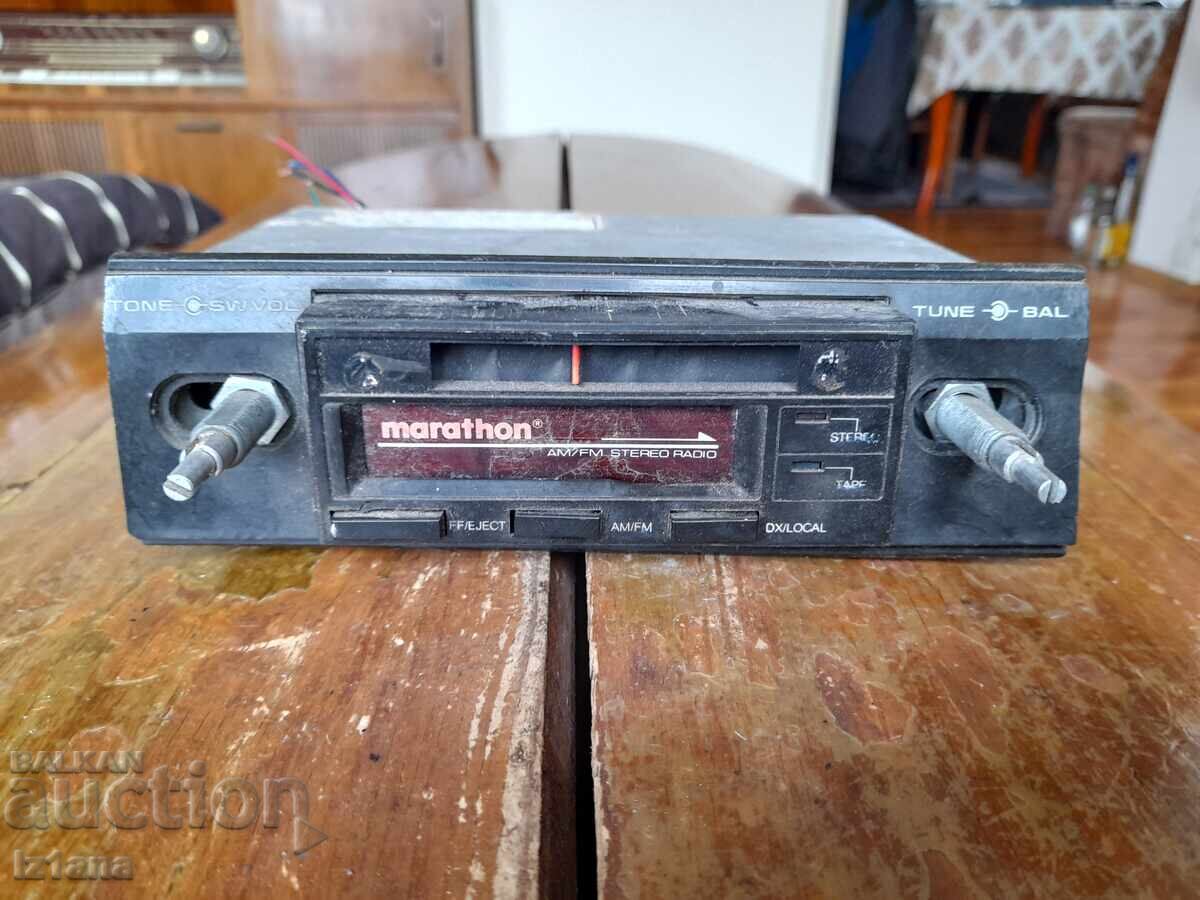 TONE SW.VOL
TUNE BAL
marathon®
AM/FM STEREO RADIO
STEREO
TAPE
FF/EJECT AM/FM DX/LOCAL
BALKAN
auction
Iz1ana